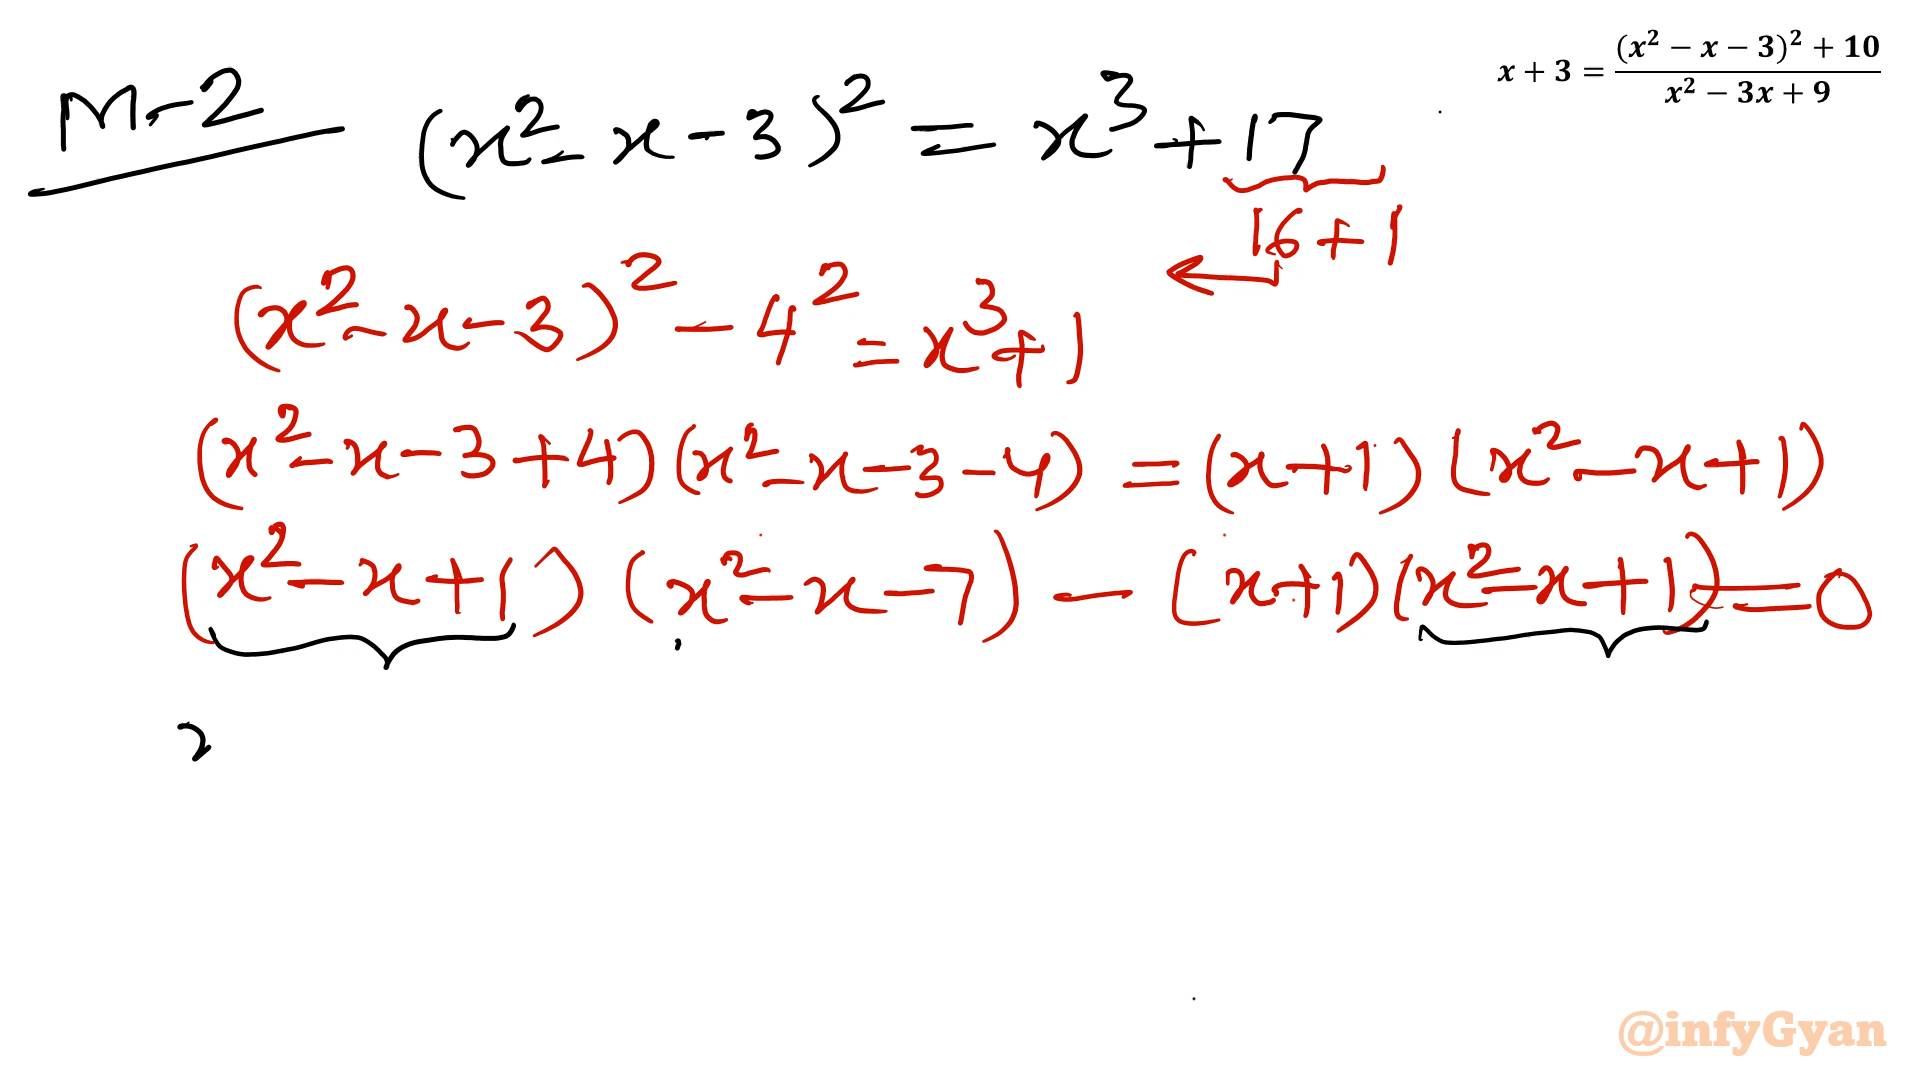 x + 3 = \frac{(x² − x − 3)² + 10}{x² − 3x + 9}
M-2 (x² - x - 3)² = x³ + 17
16 + 1
(x² - x - 3)² - 4² = x³ + 1
(x² - x - 3 + 4)(x² - x - 3 - 4) = (x + 1)(x² - x + 1)
(x² - x + 1)(x² - x - 7) - (x + 1)(x² - x + 1) = 0
@infyGyan